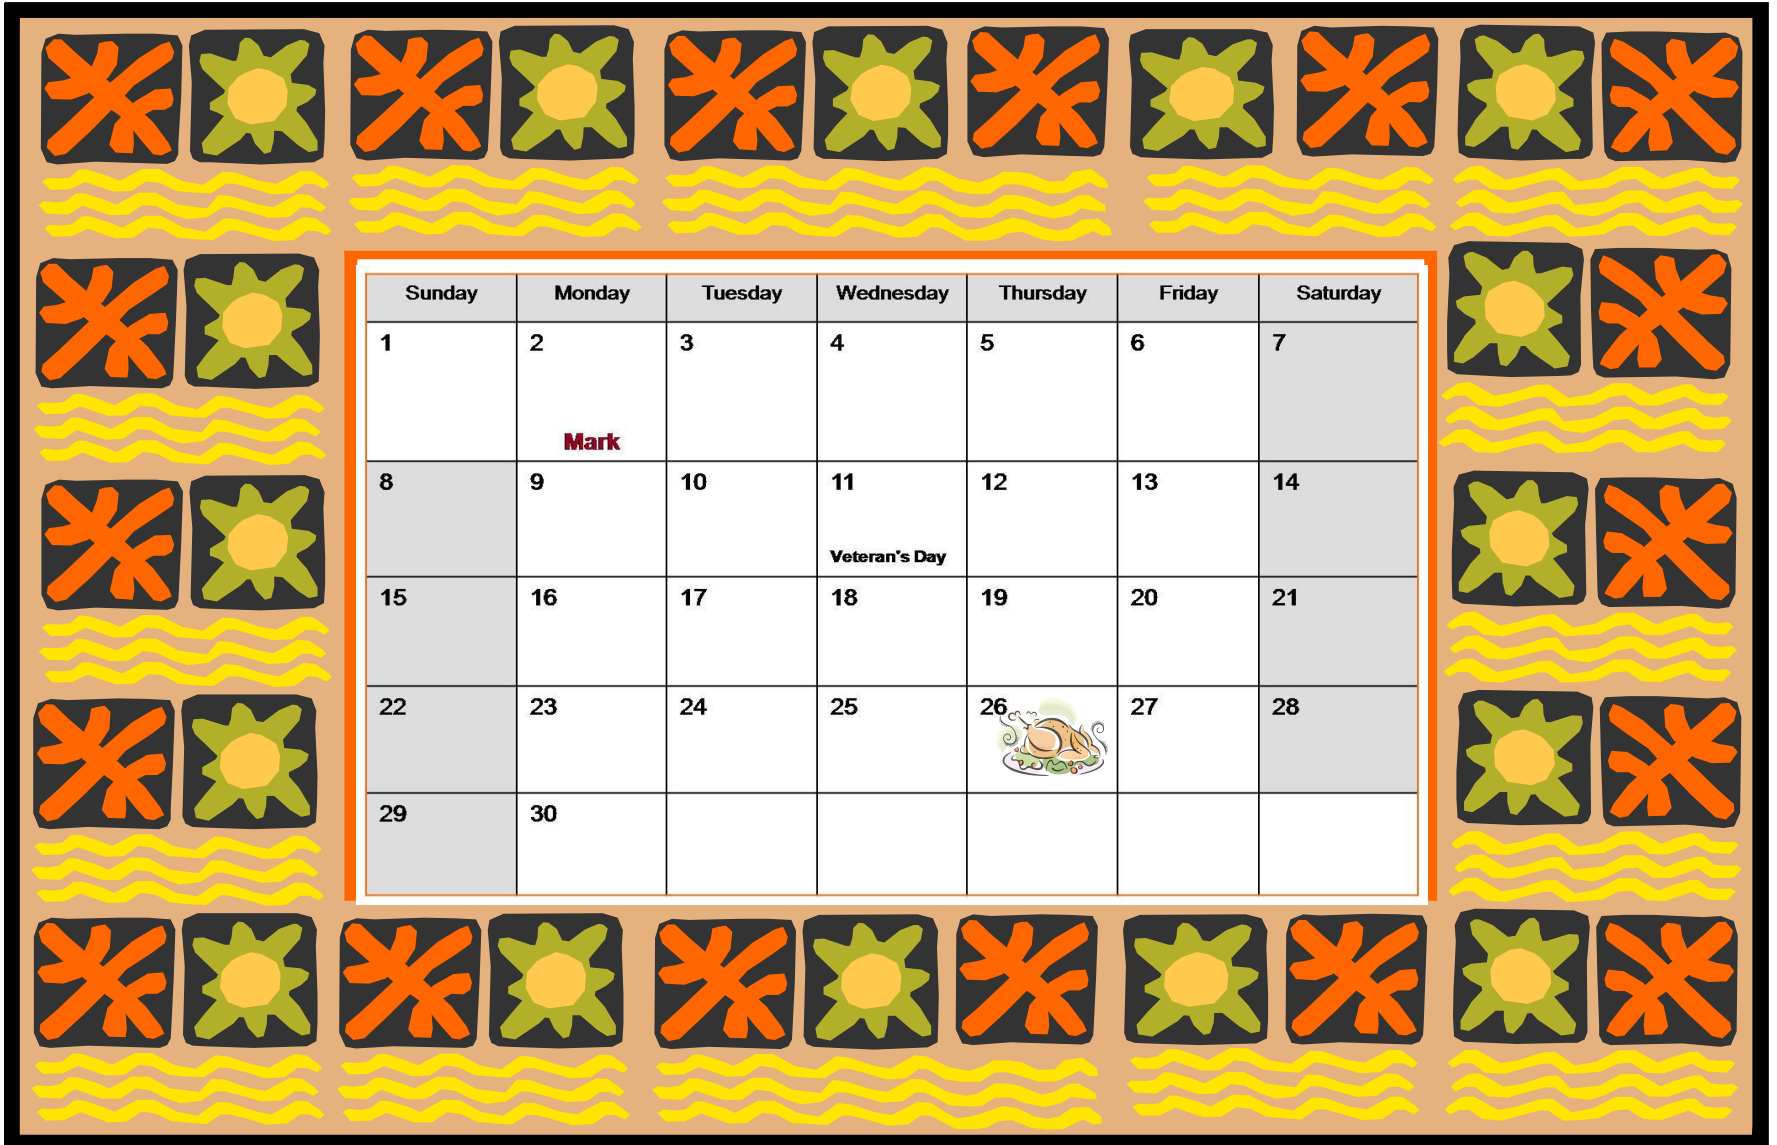 Sunday Monday Tuesday Wednesday Thursday Friday Saturday
1 2 3 4 5 6 7
Mark
8 9 10 11 12 13 14
Veteran's Day
15 16 17 18 19 20 21
22 23 24 25 26 27 28
29 30